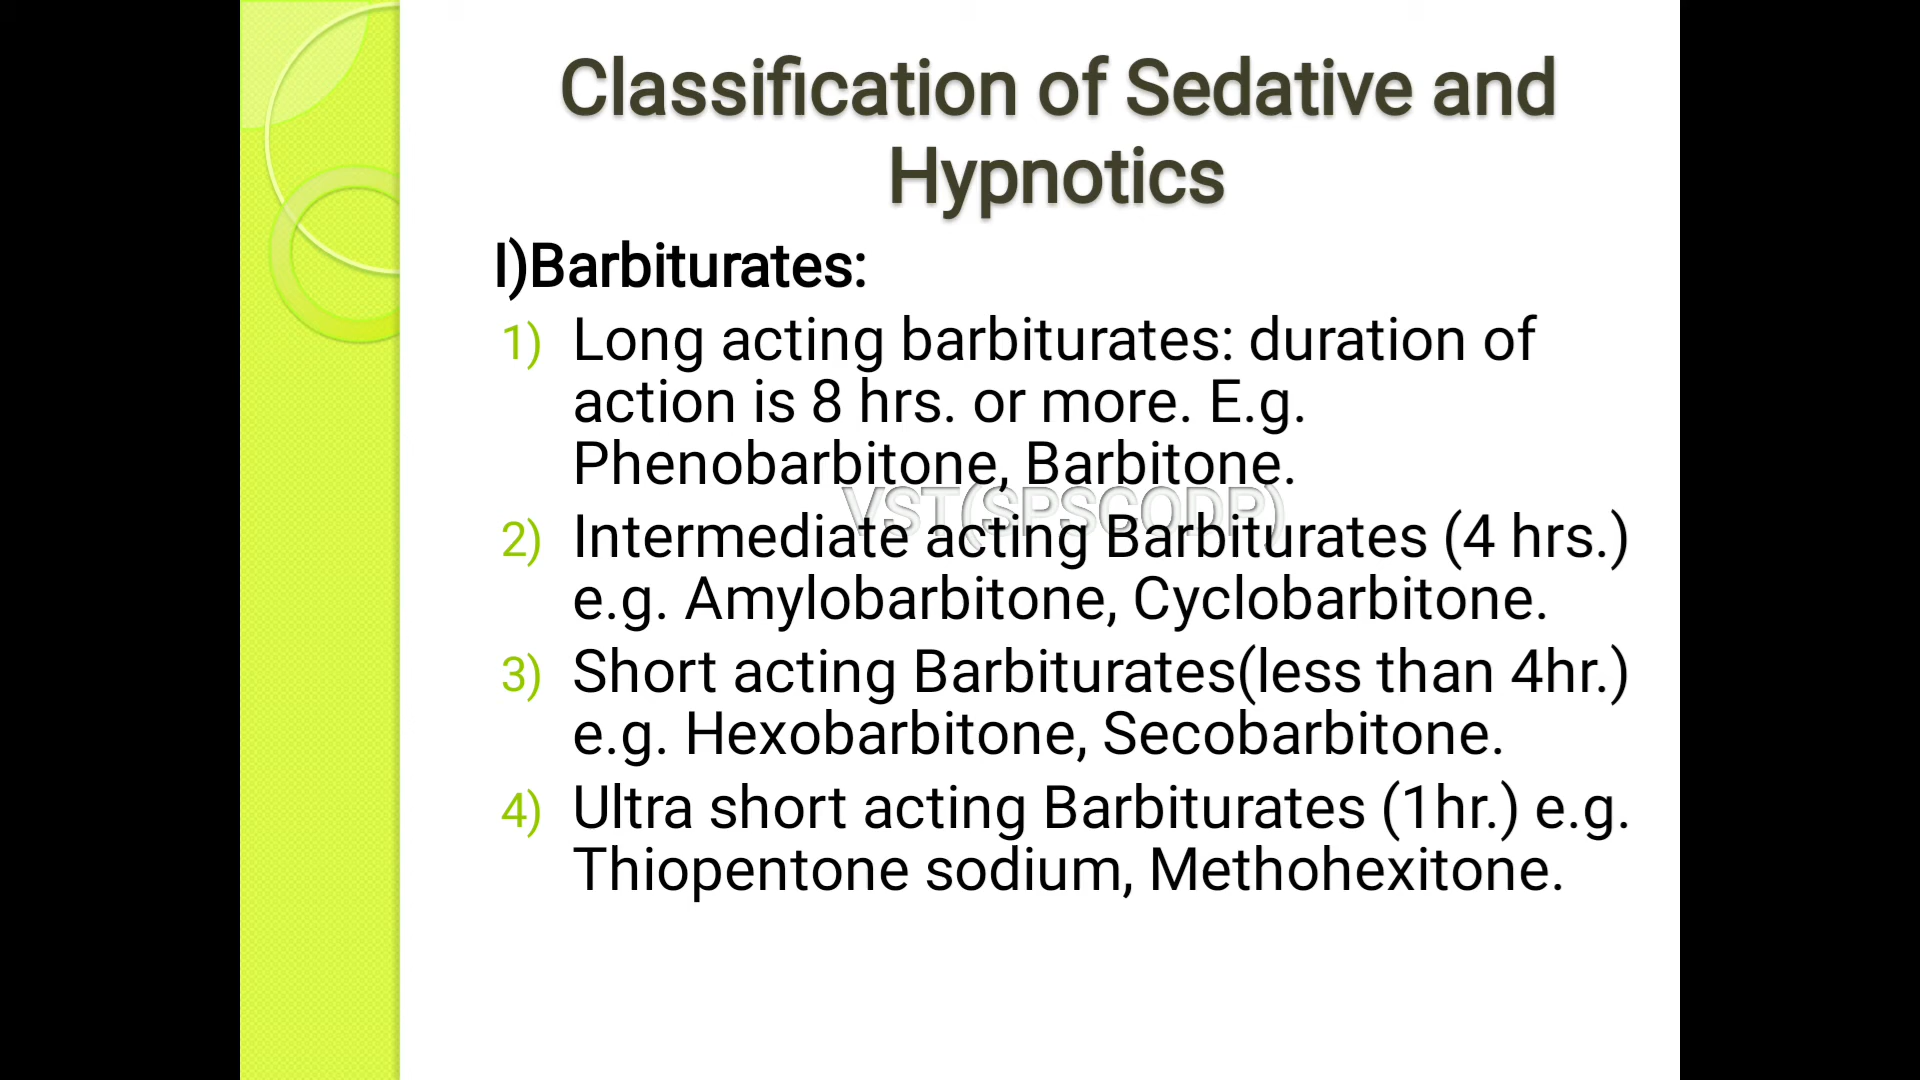 Classification of Sedative and
Hypnotics
I)Barbiturates:
1) Long acting barbiturates: duration of
action is 8 hrs. or more. E.g.
Phenobarbitone, Barbitone.
VST(SPSCODP)
2) Intermediate acting Barbiturates (4 hrs.)
e.g. Amylobarbitone, Cyclobarbitone.
3) Short acting Barbiturates(less than 4hr.)
e.g. Hexobarbitone, Secobarbitone.
4) Ultra short acting Barbiturates (1hr.) e.g.
Thiopentone sodium, Methohexitone.